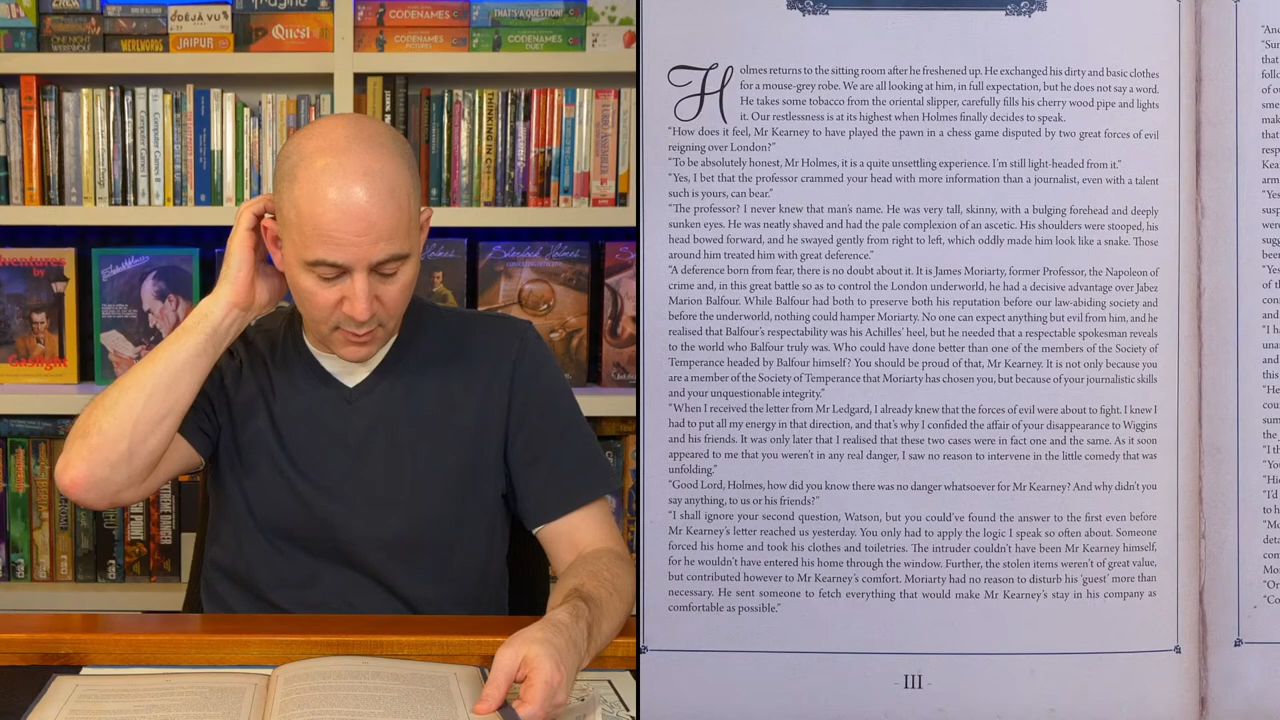 DÉJÀ VU
ONE NIGHT
WEREWOLF
WEREWORDS
JAIPUR
Imagine
Quest
CODENAMES
CODENAMES
PICTURES
THAT'S A QUESTION!
CODENAMES
DUET
Computer Games I
Computer Games II
THINKING IN C++
TURBO ASSEMBLER
by
Gaslight
Sherlock Holmes
Holmes
Sherlock Holmes
CONSULTING DETECTIVE
EXTREME DANGER
Holmes returns to the sitting room after he freshened up. He exchanged his dirty and basic clothes
for a mouse-grey robe. We are all looking at him, in full expectation, but he does not say a word.
He takes some tobacco from the oriental slipper, carefully fills his cherry wood pipe and lights
it. Our restlessness is at its highest when Holmes finally decides to speak.
“How does it feel, Mr Kearney to have played the pawn in a chess game disputed by two great forces of evil
reigning over London?”
“To be absolutely honest, Mr Holmes, it is a quite unsettling experience. I’m still light-headed from it.”
“Yes, I bet that the professor crammed your head with more information than a journalist, even with a talent
such is yours, can bear.”
“The professor? I never knew that man’s name. He was very tall, skinny, with a bulging forehead and deeply
sunken eyes. He was neatly shaved and had the pale complexion of an ascetic. His shoulders were stooped, his
head bowed forward, and he swayed gently from right to left, which oddly made him look like a snake. Those
around him treated him with great deference.”
“A deference born from fear, there is no doubt about it. It is James Moriarty, former Professor, the Napoleon of
crime and, in this great battle so as to control the London underworld, he had a decisive advantage over Jabez
Marion Balfour. While Balfour had both to preserve both his reputation before our law-abiding society and
before the underworld, nothing could hamper Moriarty. No one can expect anything but evil from him, and he
realised that Balfour’s respectability was his Achilles’ heel, but he needed that a respectable spokesman reveals
to the world who Balfour truly was. Who could have done better than one of the members of the Society of
Temperance headed by Balfour himself? You should be proud of that, Mr Kearney. It is not only because you
are a member of the Society of Temperance that Moriarty has chosen you, but because of your journalistic skills
and your unquestionable integrity.”
“When I received the letter from Mr Ledgard, I already knew that the forces of evil were about to fight. I knew I
had to put all my energy in that direction, and that’s why I confided the affair of your disappearance to Wiggins
and his friends. It was only later that I realised that these two cases were in fact one and the same. As it soon
appeared to me that you weren’t in any real danger, I saw no reason to intervene in the little comedy that was
unfolding.”
“Good Lord, Holmes, how did you know there was no danger whatsoever for Mr Kearney? And why didn’t you
say anything, to us or his friends?”
“I shall ignore your second question, Watson, but you could’ve found the answer to the first even before
Mr Kearney’s letter reached us yesterday. You only had to apply the logic I speak so often about. Someone
forced his home and took his clothes and toiletries. The intruder couldn’t have been Mr Kearney himself,
for he wouldn’t have entered his home through the window. Further, the stolen items weren’t of great value,
but contributed however to Mr Kearney’s comfort. Moriarty had no reason to disturb his ‘guest’ more than
necessary. He sent someone to fetch everything that would make Mr Kearney’s stay in his company as
comfortable as possible.”
- III -